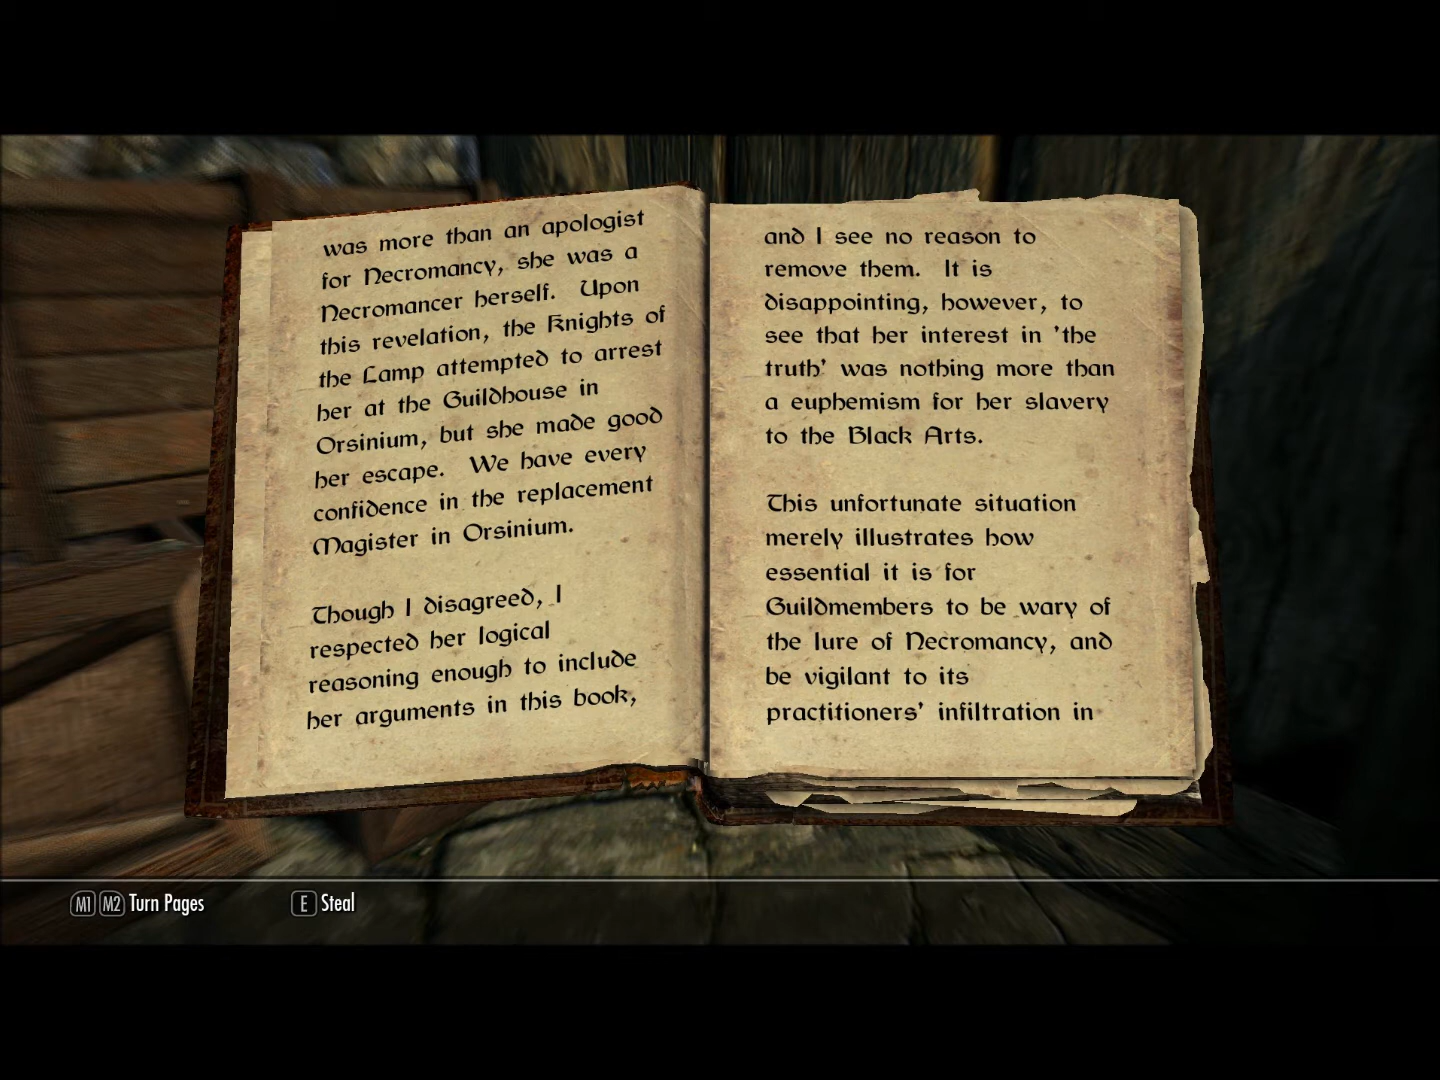 was more than an apologist
for Necromancy, she was a
Necromancer herself.  Upon
this revelation, the Knights of
the Lamp attempted to arrest
her at the Guildhouse in
Orsinium, but she made good
her escape.  We have every
confidence in the replacement
Magister in Orsinium.
Though I disagreed, I
respected her logical
reasoning enough to include
her arguments in this book,
and I see no reason to
remove them.  It is
disappointing, however, to
see that her interest in 'the
truth' was nothing more than
a euphemism for her slavery
to the Black Arts.
This unfortunate situation
merely illustrates how
essential it is for
Guildmembers to be wary of
the lure of Necromancy, and
be vigilant to its
practitioners' infiltration in
M1 M2 Turn Pages
E Steal